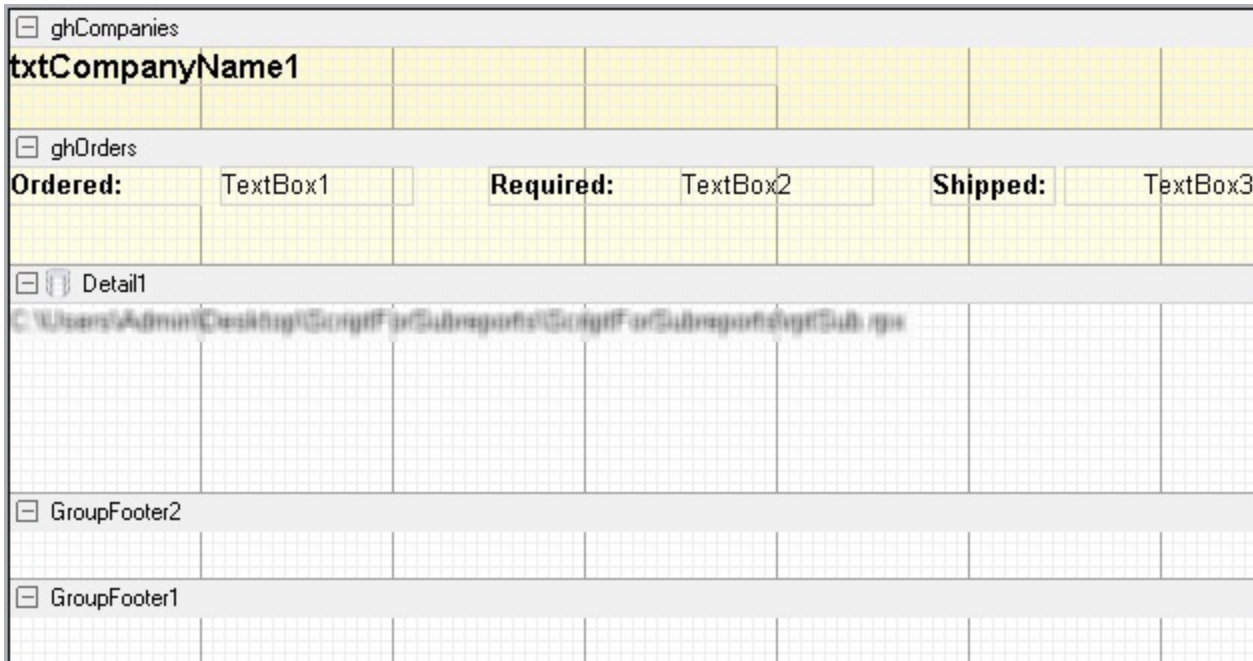 ghCompanies
txtCompanyName1
ghOrders
Ordered: TextBox1 Required: TextBox2 Shipped: TextBox3
Detail1
GroupFooter2
GroupFooter1